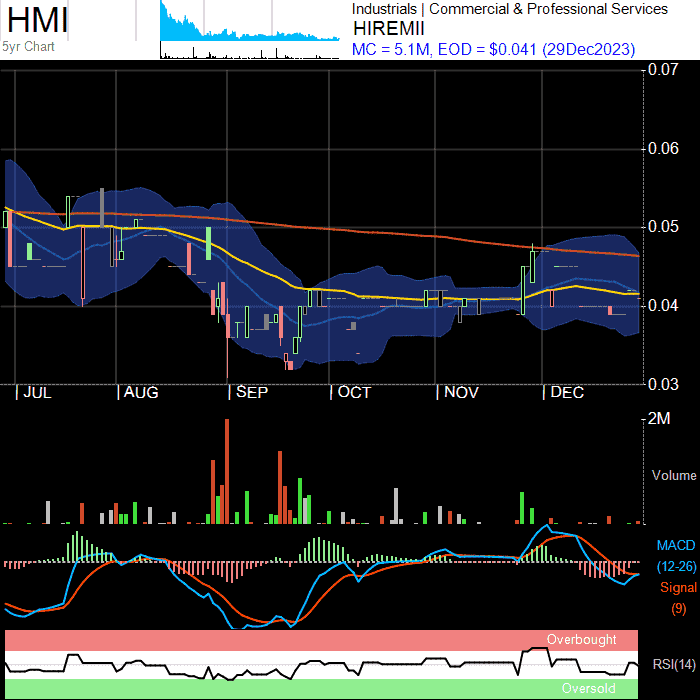 HMI
5yr Chart
Industrials | Commercial & Professional Services
HIREMII
MC = 5.1M, EOD = $0.041 (29Dec2023)
0.07
0.06
0.05
0.04
0.03
JUL AUG SEP OCT NOV DEC
2M
Volume
MACD
(12-26)
Signal
(9)
Overbought
RSI(14)
Oversold